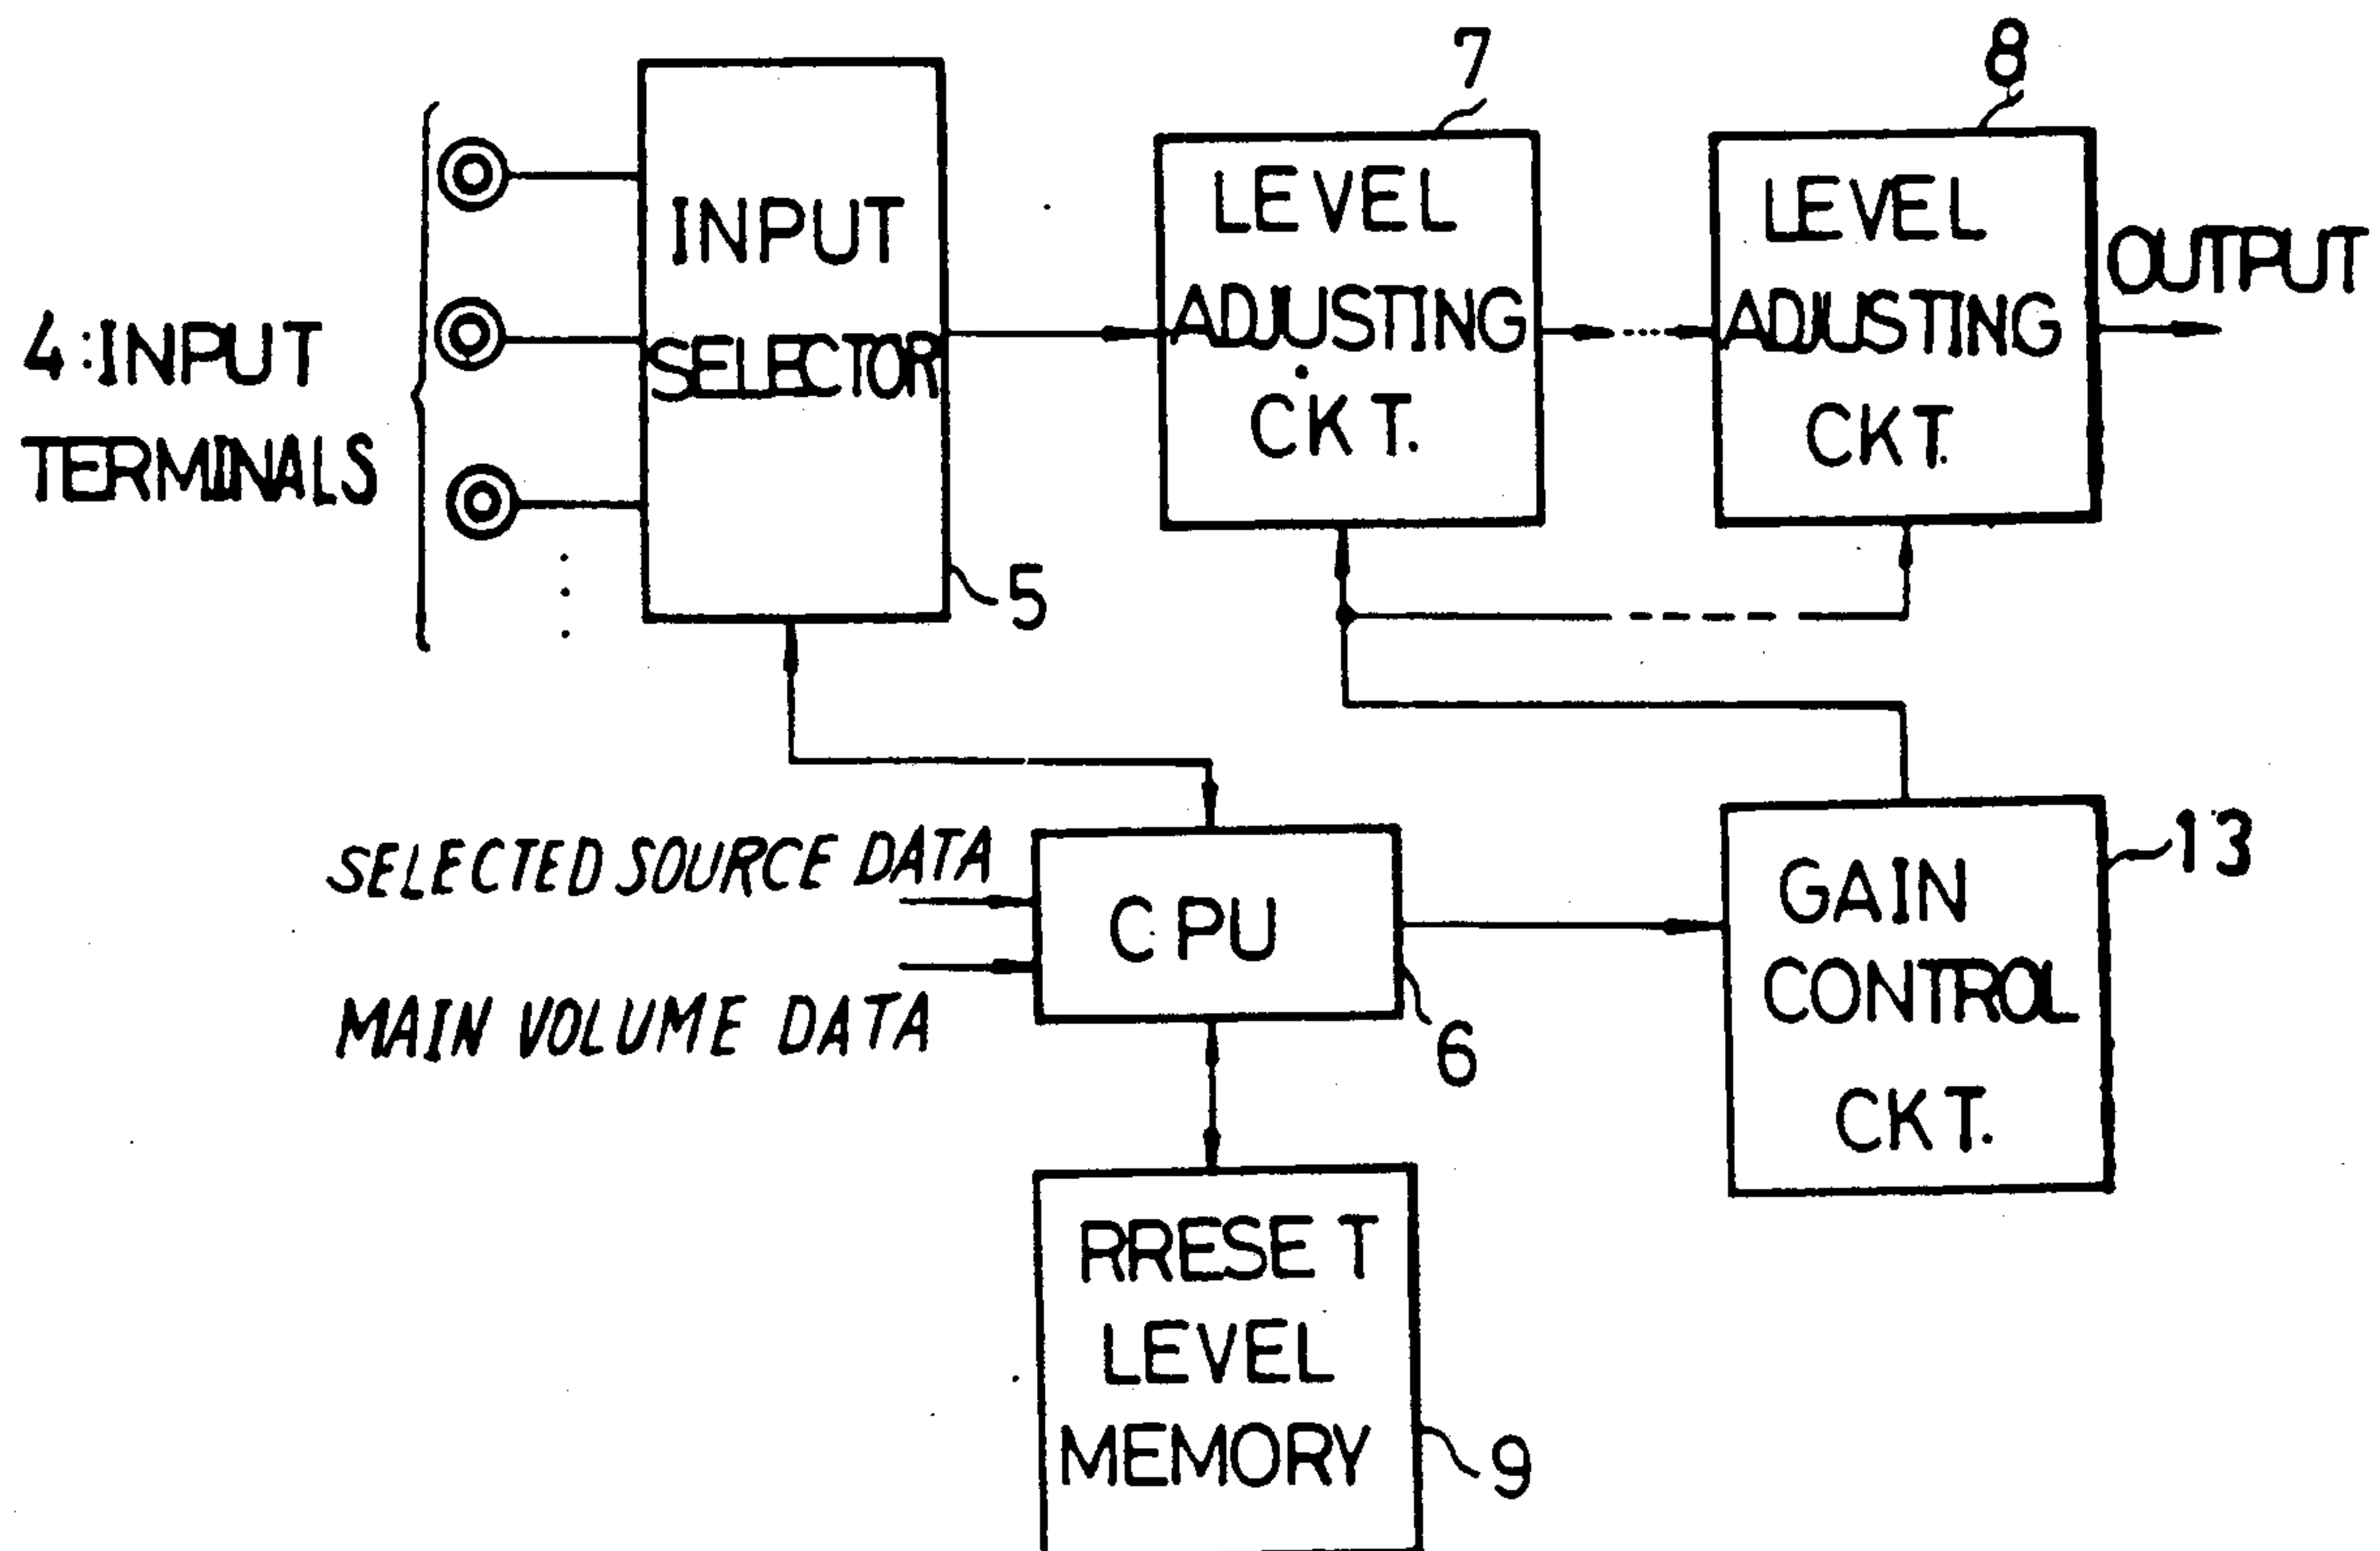 7
8
INPUT
SELECTOR
LEVEL
ADJUSTING
CKT.
LEVEL
ADJUSTING
CKT.
OUTPUT
4:INPUT
TERMINALS
5
SELECTED SOURCE DATA
MAIN VOLUME DATA
CPU
6
GAIN
CONTROL
CKT.
13
RRESET
LEVEL
MEMORY
9